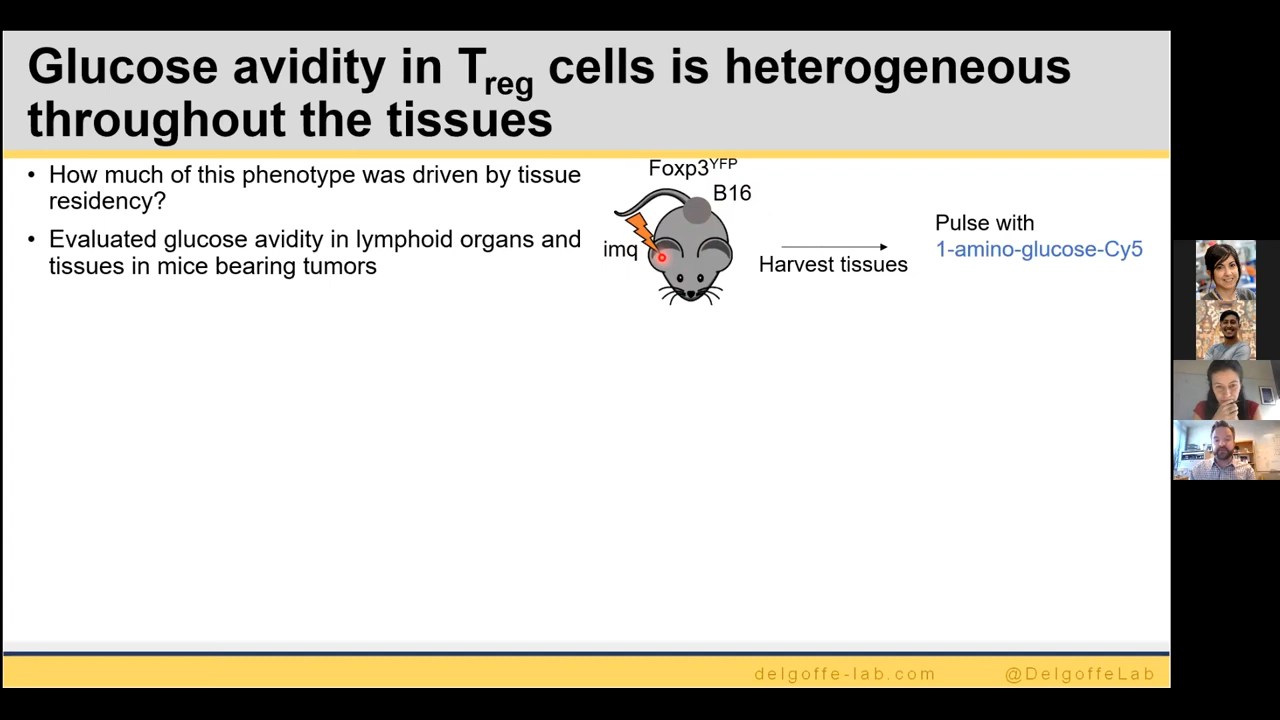 Glucose avidity in Treg cells is heterogeneous
throughout the tissues
• How much of this phenotype was driven by tissue
residency?
• Evaluated glucose avidity in lymphoid organs and
tissues in mice bearing tumors
Foxp3YFP
B16
imq
Harvest tissues
Pulse with
1-amino-glucose-Cy5
delgoffe-lab.com
@DelgoffeLab